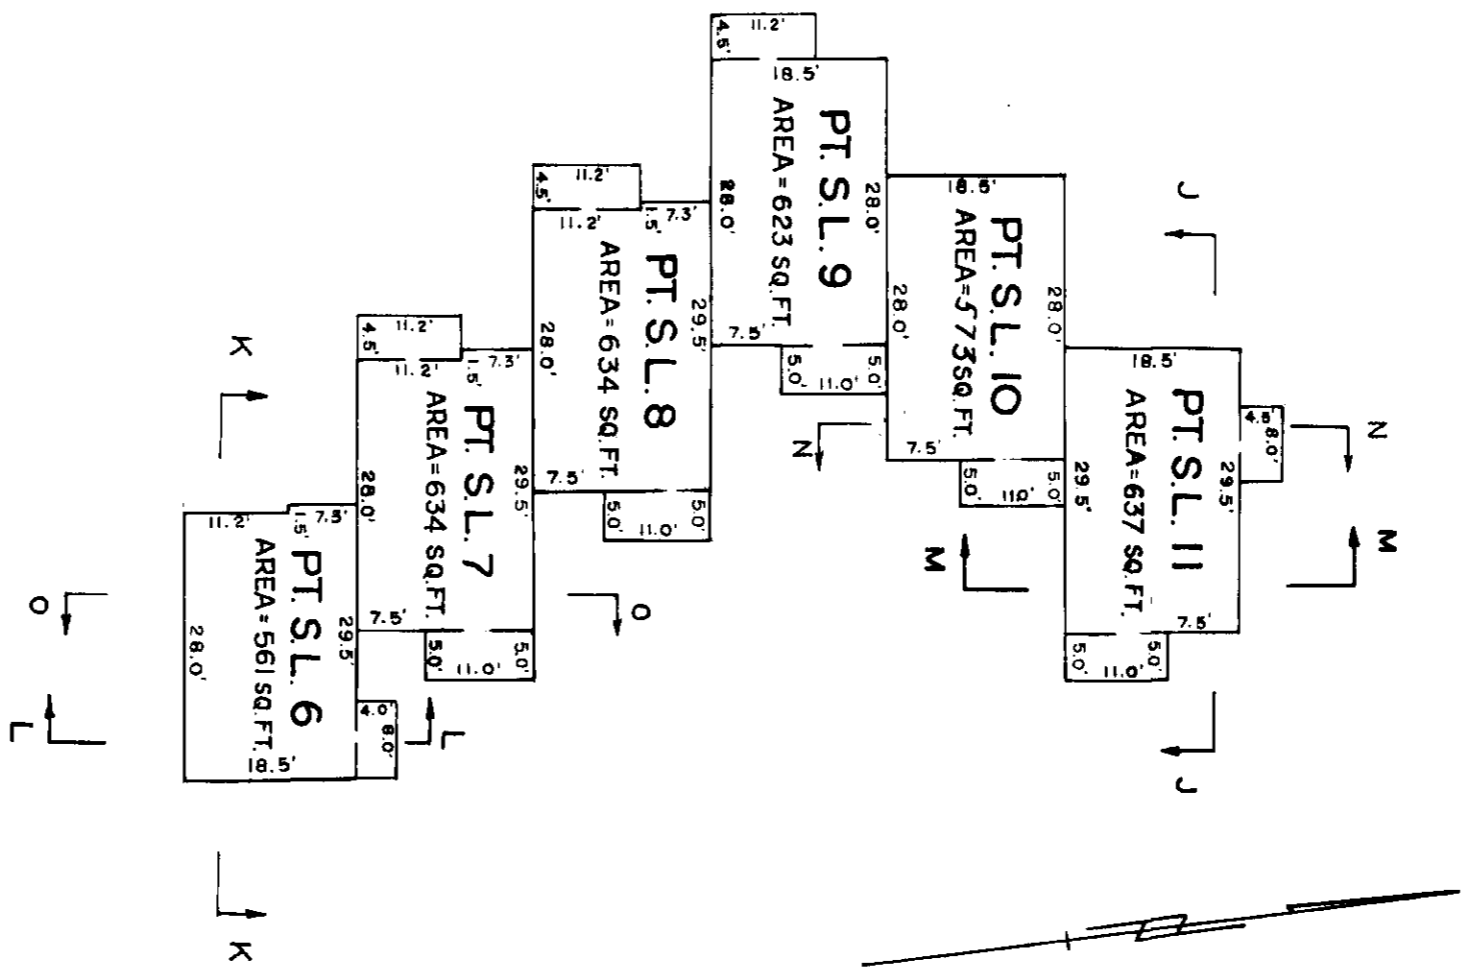 4.5'
11.2'
18.5'
PT. S.L. 9
AREA=623 SQ.FT.
28.0'
28.0'
7.5'
5.0'
11.0'
5.0'
11.2'
4.5'
11.2'
1.5'
7.3'
PT. S.L. 8
AREA=634 SQ.FT.
28.0'
29.5'
7.5'
5.0'
11.0'
5.0'
18.5'
PT. S.L. 10
AREA=573 SQ.FT.
28.0'
28.0'
7.5'
5.0'
11.0'
5.0'
J
18.5'
PT. S.L. 11
AREA=637 SQ.FT.
29.5'
29.5'
4.5'
8.0'
7.5'
5.0'
11.0'
5.0'
N
N
M
M
J
K
11.2'
4.5'
11.2'
1.5'
7.3'
PT. S.L. 7
AREA=634 SQ.FT.
28.0'
29.5'
7.5'
5.0'
11.0'
5.0'
11.2'
1.5'
7.3'
PT. S.L. 6
AREA=561 SQ.FT.
28.0'
29.5'
18.5'
4.0'
8.0'
O
O
L
L
K
Z